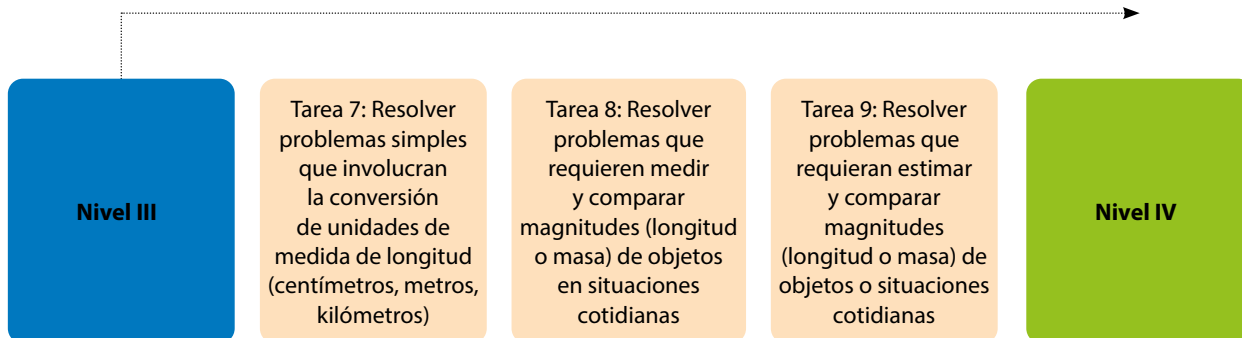 Nivel III
Tarea 7: Resolver
problemas simples
que involucran
la conversión
de unidades de
medida de longitud
(centímetros, metros,
kilómetros)
Tarea 8: Resolver
problemas que
requieren medir
y comparar
magnitudes (longitud
o masa) de objetos
en situaciones
cotidianas
Tarea 9: Resolver
problemas que
requieran estimar
y comparar
magnitudes
(longitud o masa) de
objetos o situaciones
cotidianas
Nivel IV